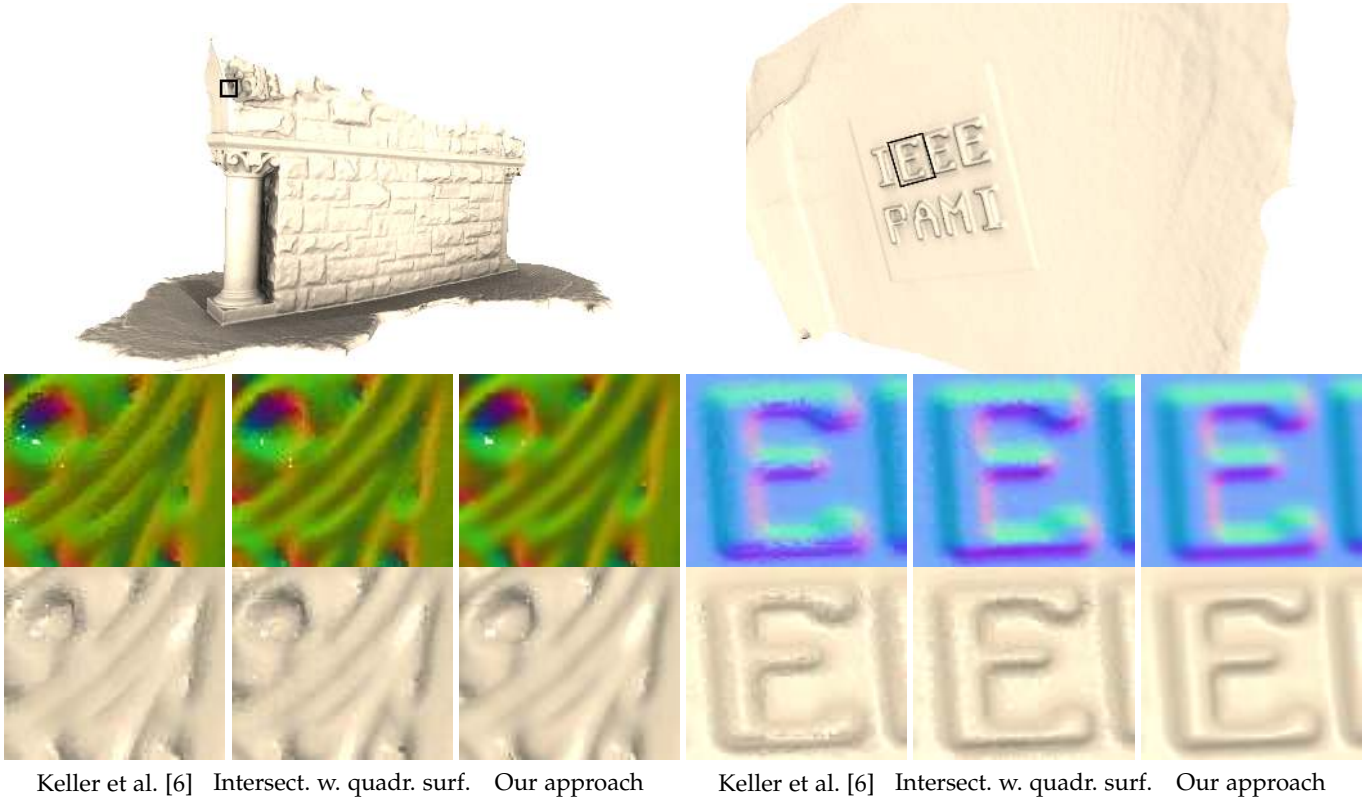 IEEE
PAMI
E
E
E
E
E
E
Keller et al. [6] Intersect. w. quadr. surf. Our approach
Keller et al. [6] Intersect. w. quadr. surf. Our approach